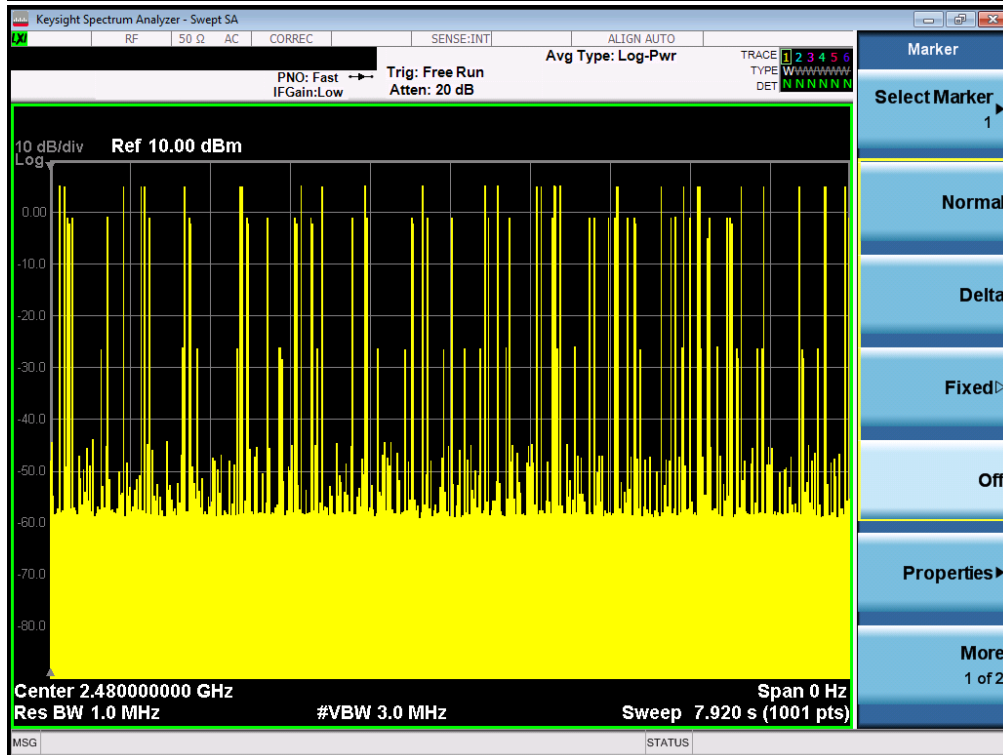 Keysight Spectrum Analyzer - Swept SA
LXI RF 50 Ω AC CORREC SENSE:INT ALIGN AUTO
Avg Type: Log-Pwr
TRACE 1 2 3 4 5 6
TYPE W
DET N N N N N N
PNO: Fast
IFGain:Low
Trig: Free Run
Atten: 20 dB
10 dB/div Ref 10.00 dBm
Log
0.00
-10.0
-20.0
-30.0
-40.0
-50.0
-60.0
-70.0
-80.0
Center 2.480000000 GHz Span 0 Hz
Res BW 1.0 MHz #VBW 3.0 MHz Sweep 7.920 s (1001 pts)
MSG STATUS
Marker
Select Marker
1
Normal
Delta
Fixed
Off
Properties
More
1 of 2